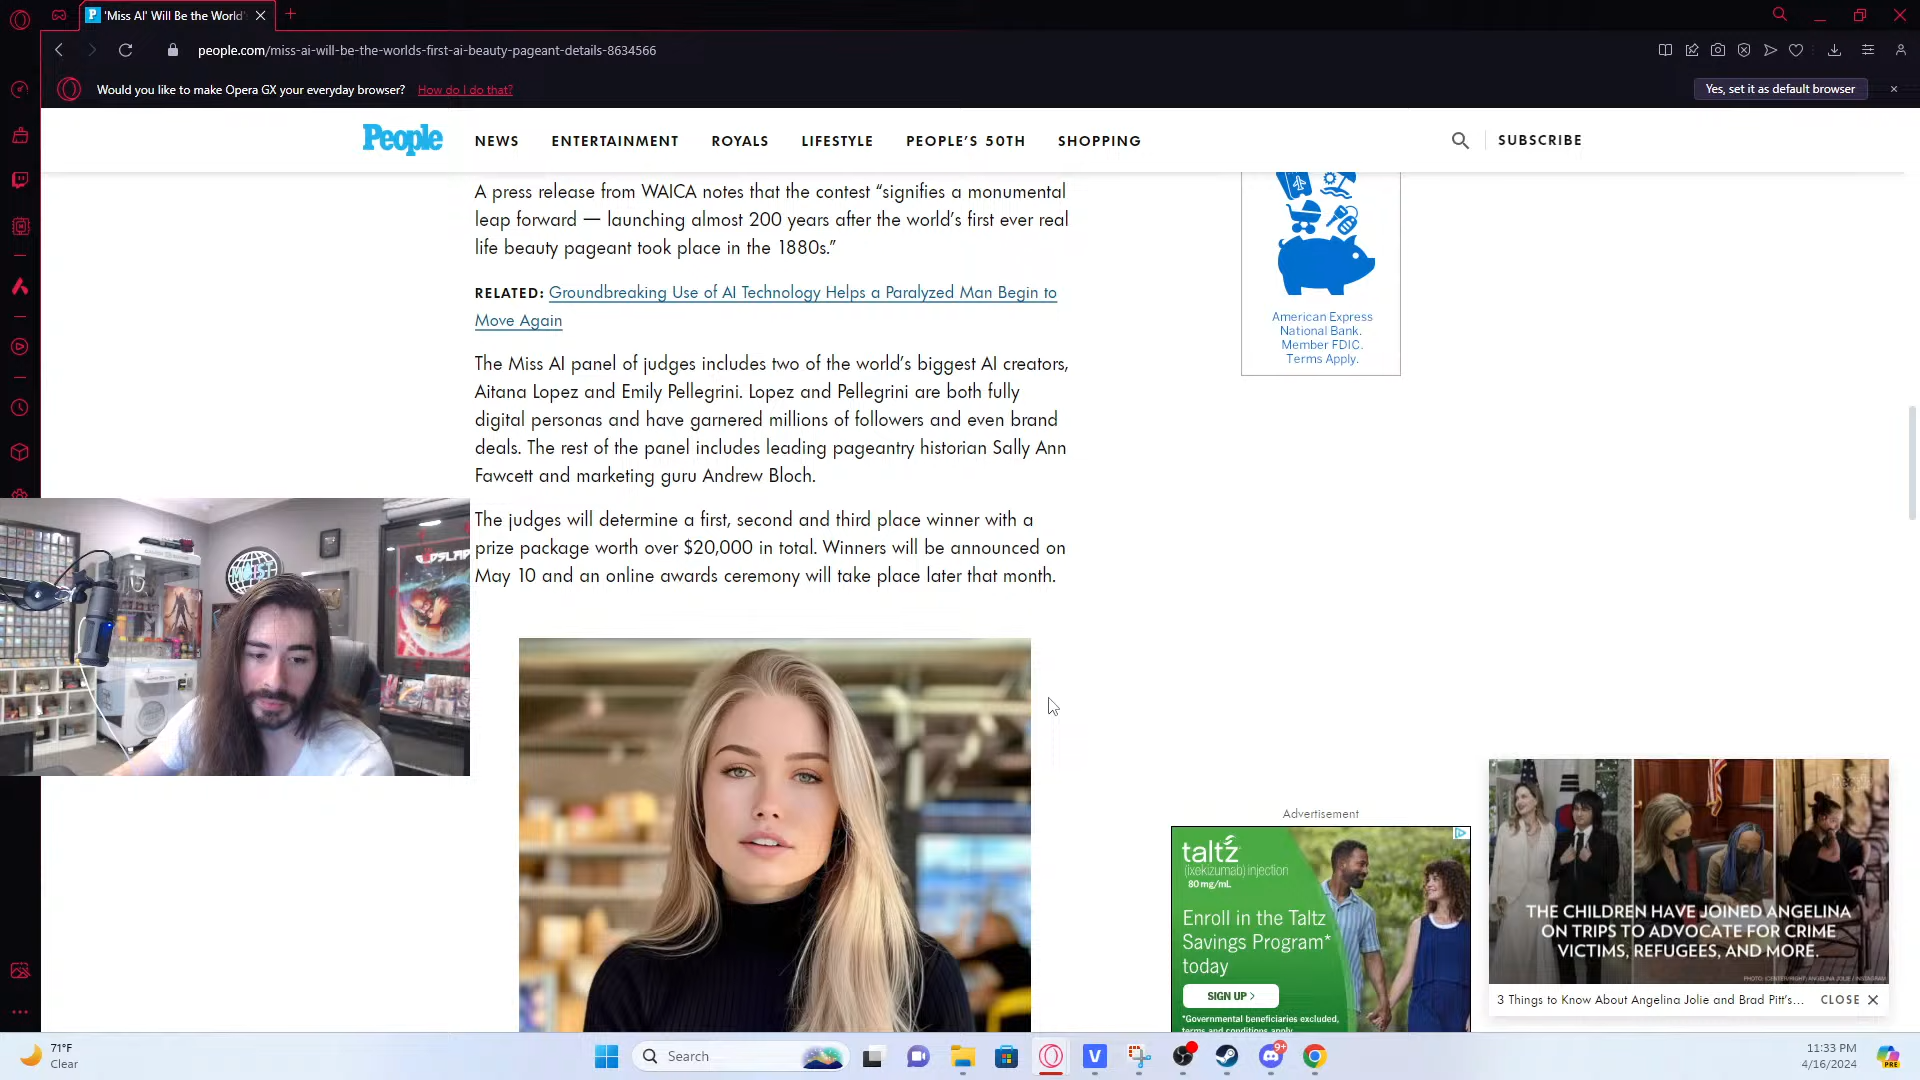 'Miss AI' Will Be the World'
people.com/miss-ai-will-be-the-worlds-first-ai-beauty-pageant-details-8634566
Would you like to make Opera GX your everyday browser? How do I do that?
Yes, set it as default browser
People
NEWS ENTERTAINMENT ROYALS LIFESTYLE PEOPLE'S 50TH SHOPPING
SUBSCRIBE
A press release from WAICA notes that the contest “signifies a monumental
leap forward — launching almost 200 years after the world’s first ever real
life beauty pageant took place in the 1880s.”
RELATED: Groundbreaking Use of AI Technology Helps a Paralyzed Man Begin to
Move Again
The Miss AI panel of judges includes two of the world’s biggest AI creators,
Aitana Lopez and Emily Pellegrini. Lopez and Pellegrini are both fully
digital personas and have garnered millions of followers and even brand
deals. The rest of the panel includes leading pageantry historian Sally Ann
Fawcett and marketing guru Andrew Bloch.
The judges will determine a first, second and third place winner with a
prize package worth over $20,000 in total. Winners will be announced on
May 10 and an online awards ceremony will take place later that month.
American Express
National Bank.
Member FDIC.
Terms Apply.
MOIST
Advertisement
taltz
(ixekizumab) injection
80 mg/mL
Enroll in the Taltz
Savings Program*
today
SIGN UP >
*Governmental beneficiaries excluded,
terms and conditions apply
THE CHILDREN HAVE JOINED ANGELINA
ON TRIPS TO ADVOCATE FOR CRIME
VICTIMS, REFUGEES, AND MORE.
3 Things to Know About Angelina Jolie and Brad Pitt’s...
CLOSE
71°F
Clear
Search
V
9+
11:33 PM
4/16/2024
PRE